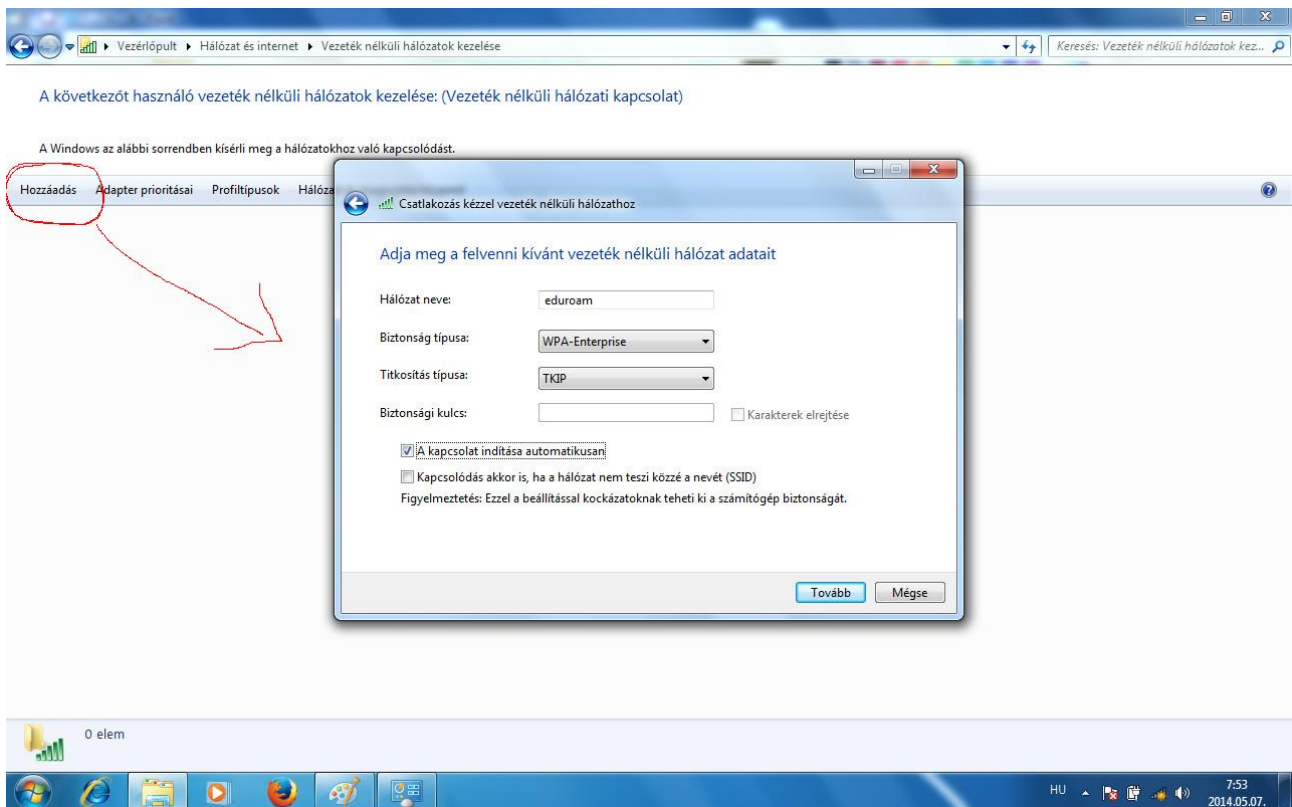 Vezérlőpult ▸ Hálózat és internet ▸ Vezeték nélküli hálózatok kezelése
Keresés: Vezeték nélküli hálózatok kez...
A következőt használó vezeték nélküli hálózatok kezelése: (Vezeték nélküli hálózati kapcsolat)
A Windows az alábbi sorrendben kísérli meg a hálózatokhoz való kapcsolódást.
Hozzáadás Adapter prioritásai Profiltípusok
Csatlakozás kézzel vezeték nélküli hálózathoz
Adja meg a felvenni kívánt vezeték nélküli hálózat adatait
Hálózat neve: eduroam
Biztonság típusa: WPA-Enterprise
Titkosítás típusa: TKIP
Biztonsági kulcs: Karakterek elrejtése
A kapcsolat indítása automatikusan
Kapcsolódás akkor is, ha a hálózat nem teszi közzé a nevét (SSID)
Figyelmeztetés: Ezzel a beállítással kockázatoknak teheti ki a számítógép biztonságát.
Tovább Mégse
0 elem
HU 7:53
2014.05.07.